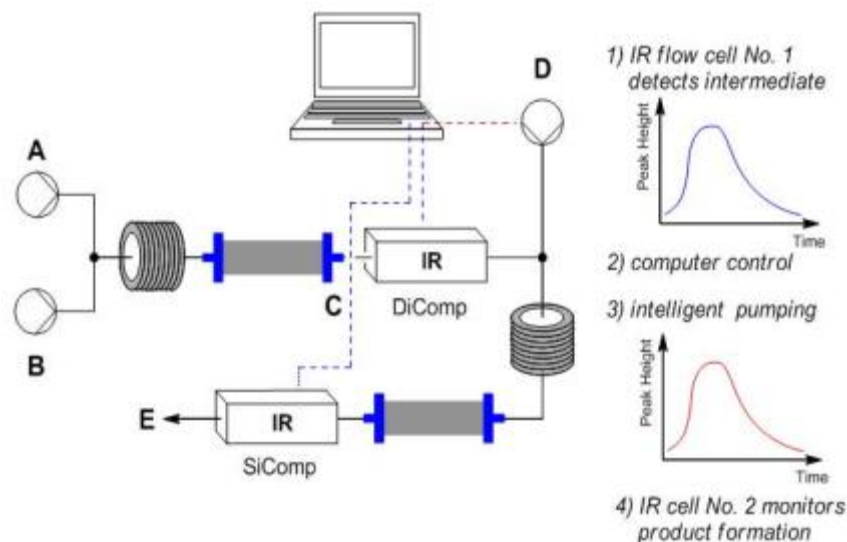 D
1) IR flow cell No. 1
detects intermediate
Peak Height
Time
A
IR
DiComp
C
B
2) computer control
3) intelligent pumping
Peak Height
Time
E
IR
SiComp
4) IR cell No. 2 monitors
product formation